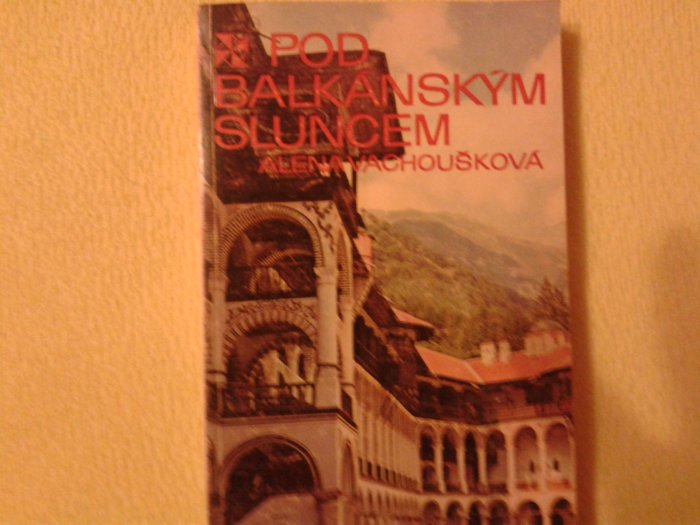 POD
BALKÁNSKÝM
SLUNCEM
ALENA VACHOUŠKOVÁ